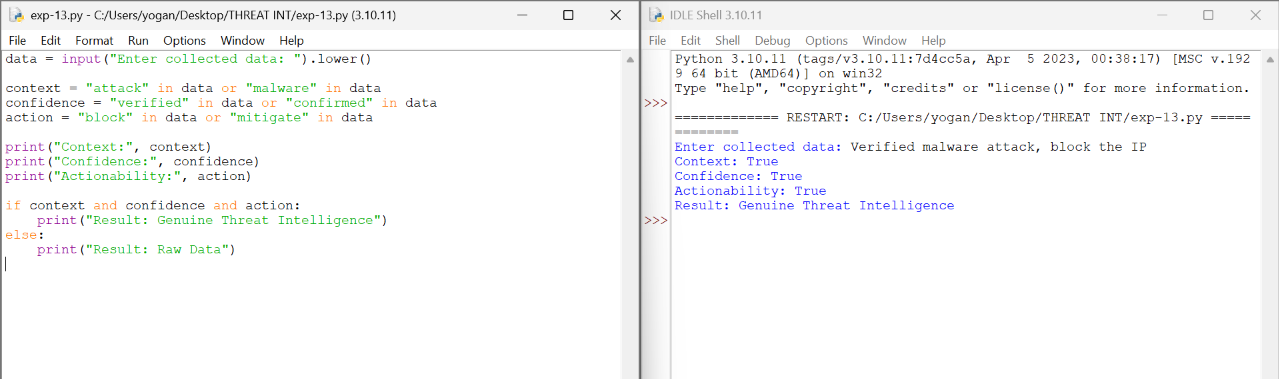 exp-13.py - C:/Users/yogan/Desktop/THREAT INT/exp-13.py (3.10.11)
File Edit Format Run Options Window Help
data = input("Enter collected data: ").lower()

context = "attack" in data or "malware" in data
confidence = "verified" in data or "confirmed" in data
action = "block" in data or "mitigate" in data

print("Context:", context)
print("Confidence:", confidence)
print("Actionability:", action)

if context and confidence and action:
    print("Result: Genuine Threat Intelligence")
else:
    print("Result: Raw Data")
IDLE Shell 3.10.11
File Edit Shell Debug Options Window Help
Python 3.10.11 (tags/v3.10.11:7d4cc5a, Apr  5 2023, 00:38:17) [MSC v.192
9 64 bit (AMD64)] on win32
Type "help", "copyright", "credits" or "license()" for more information.
>>>
============= RESTART: C:/Users/yogan/Desktop/THREAT INT/exp-13.py =====
========
Enter collected data: Verified malware attack, block the IP
Context: True
Confidence: True
Actionability: True
Result: Genuine Threat Intelligence
>>>